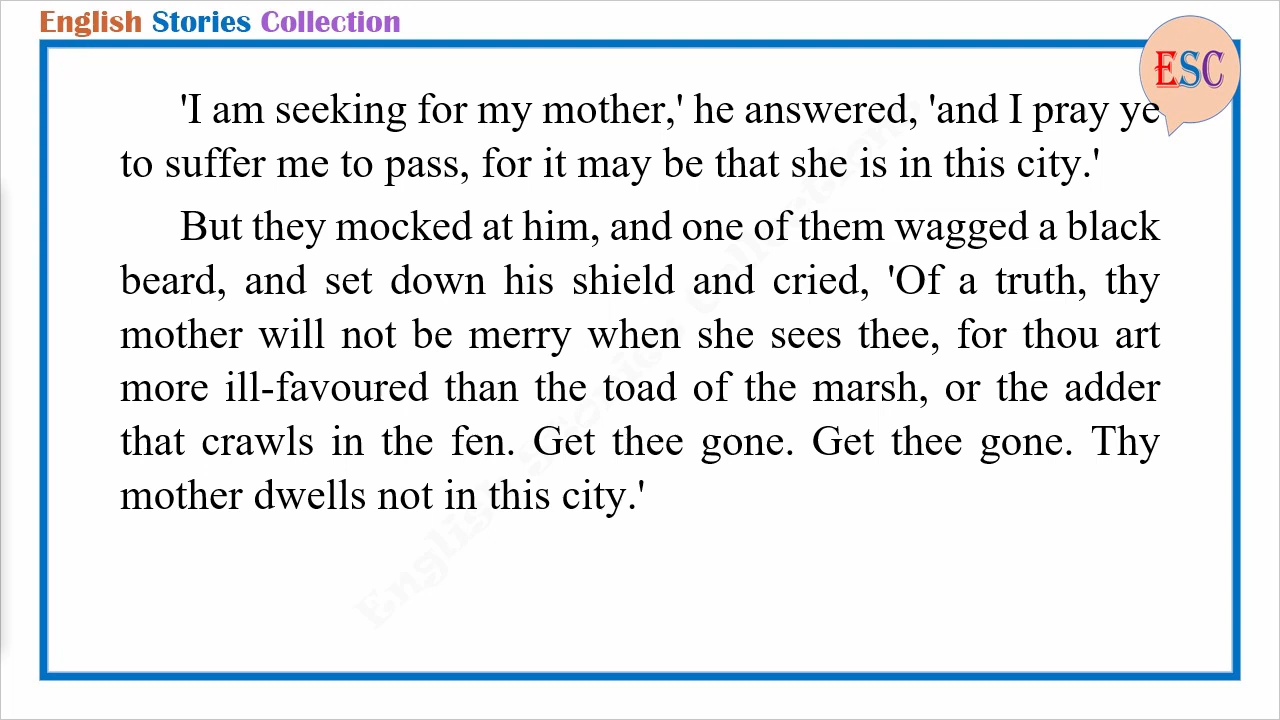 English Stories Collection
ESC
'I am seeking for my mother,' he answered, 'and I pray ye
to suffer me to pass, for it may be that she is in this city.'
But they mocked at him, and one of them wagged a black
beard, and set down his shield and cried, 'Of a truth, thy
mother will not be merry when she sees thee, for thou art
more ill-favoured than the toad of the marsh, or the adder
that crawls in the fen. Get thee gone. Get thee gone. Thy
mother dwells not in this city.'
English Stories Collection